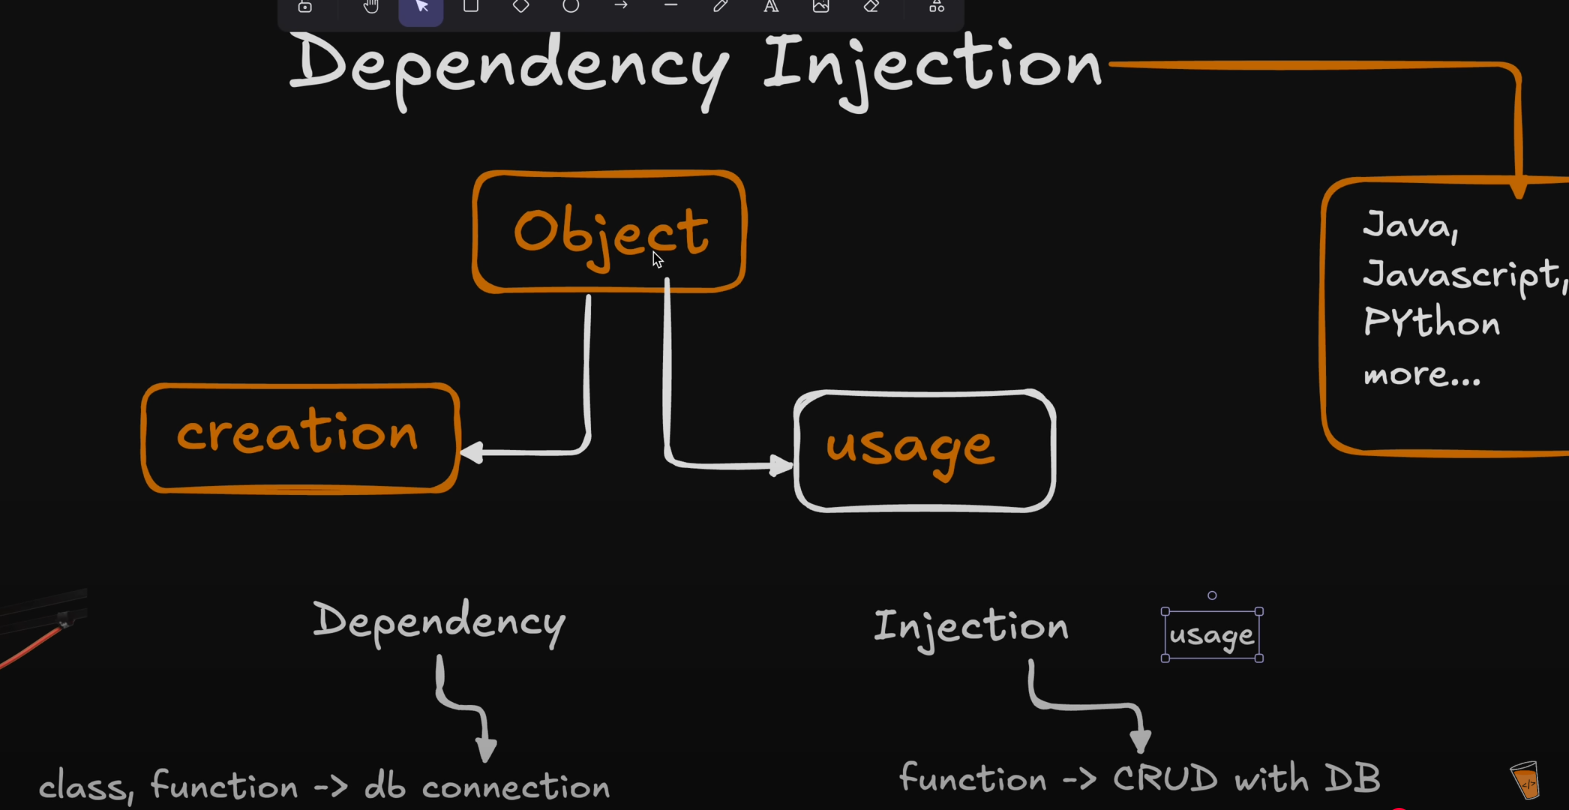 Dependency Injection
Object
Java,
Javascript,
PYthon
more...
creation
usage
Dependency
Injection
usage
class, function -> db connection
function -> CRUD with DB
</>